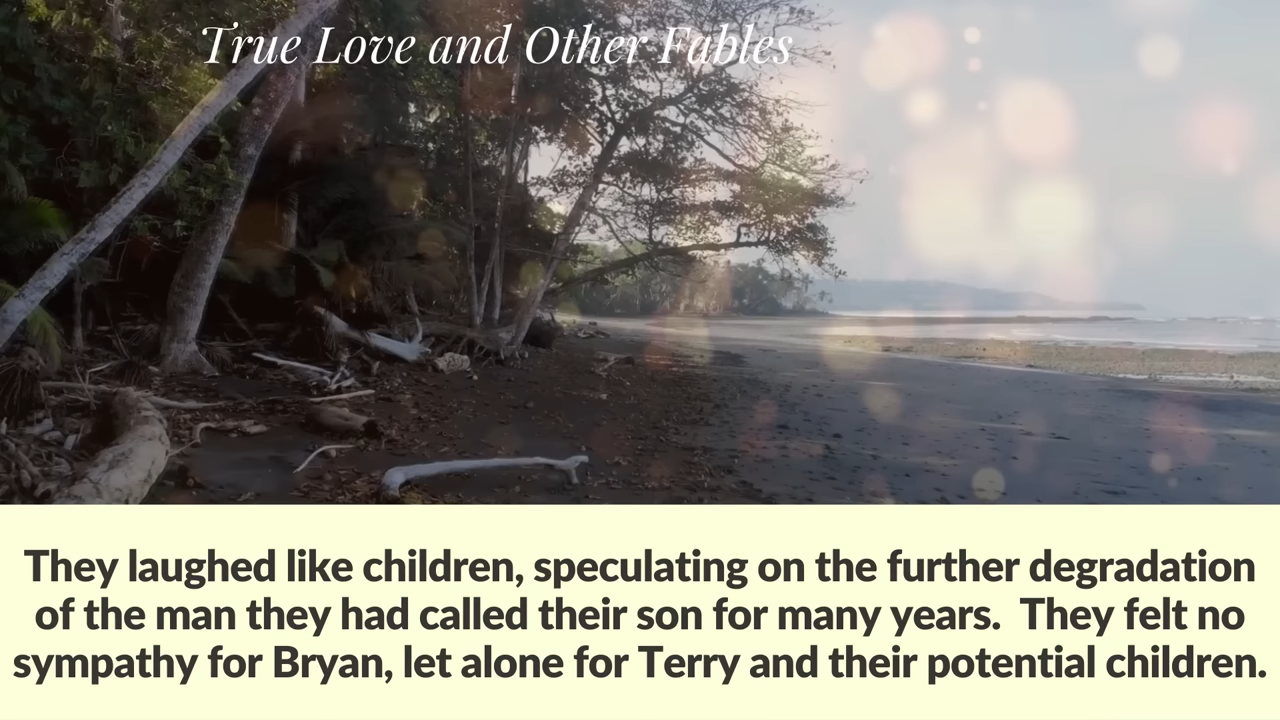 True Love and Other Fables
They laughed like children, speculating on the further degradation
of the man they had called their son for many years.  They felt no
sympathy for Bryan, let alone for Terry and their potential children.